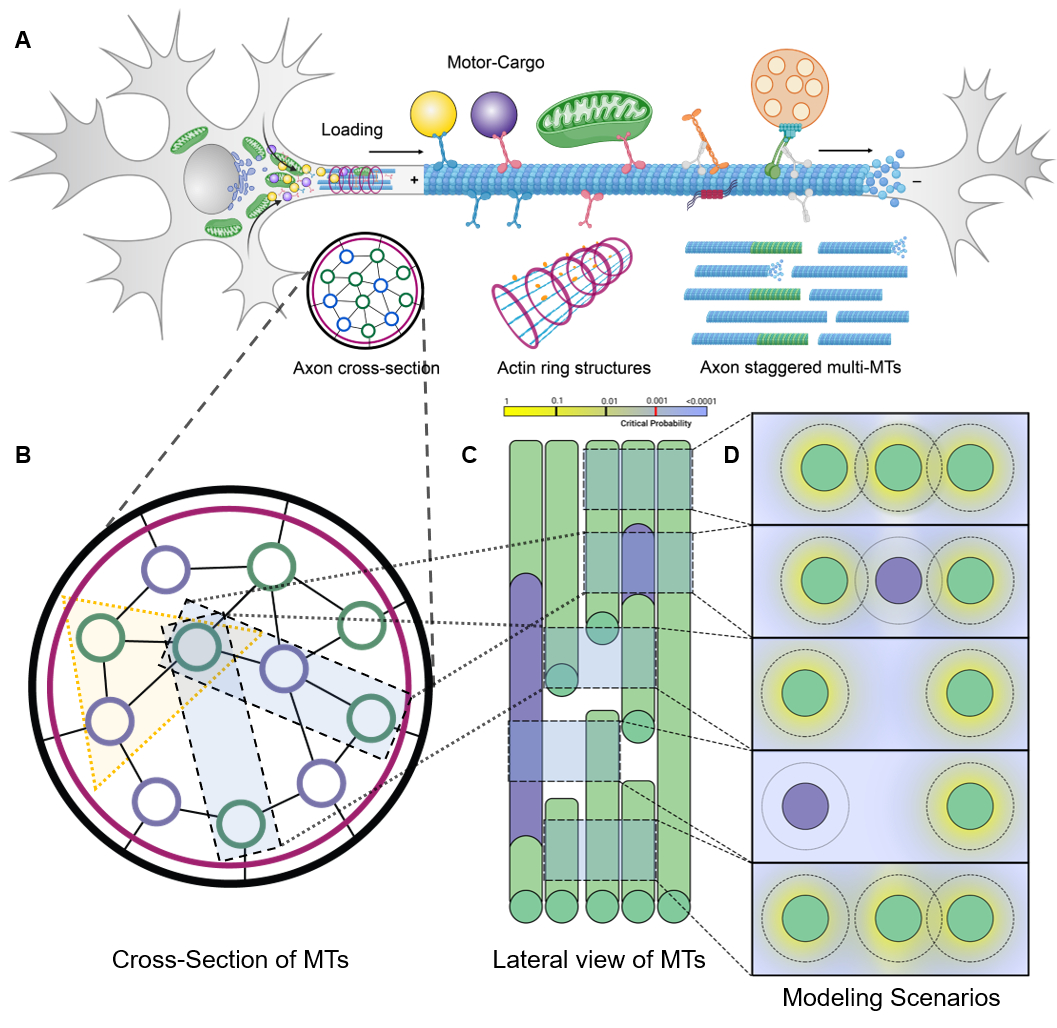 A
Motor-Cargo
Loading
+
−
Axon cross-section
Actin ring structures
Axon staggered multi-MTs
B
C
D
1 0.1 0.01 0.001 <0.0001
Critical Probability
Cross-Section of MTs
Lateral view of MTs
Modeling Scenarios